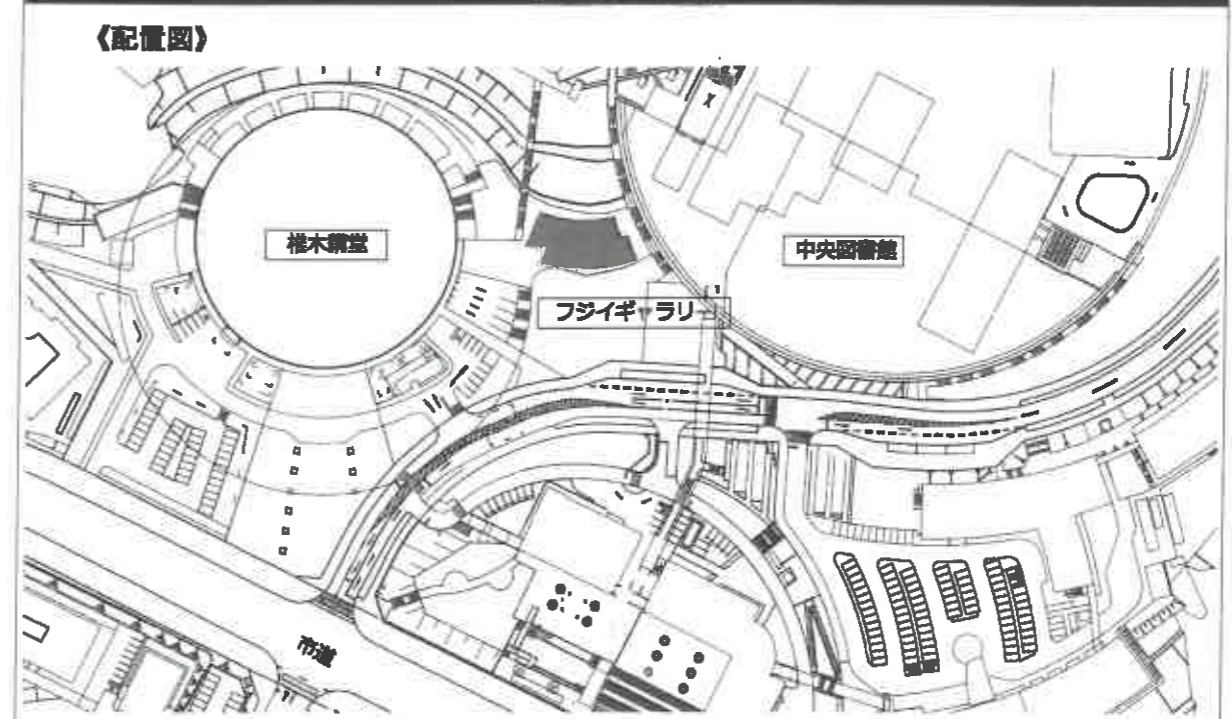 《配置図》
椎木講堂
中央図書館
フジイギャラリー
市道